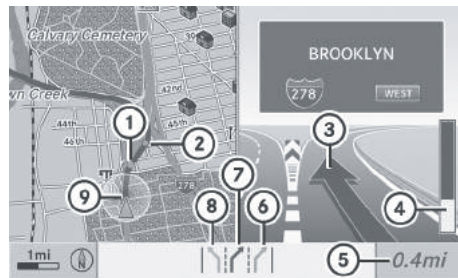 Calvary Cemetery
39
42nd
wn Creek
44th
45th
46th
278
BROOKLYN
278
WEST
1
2
3
4
5
6
7
8
9
1mi
0.4mi